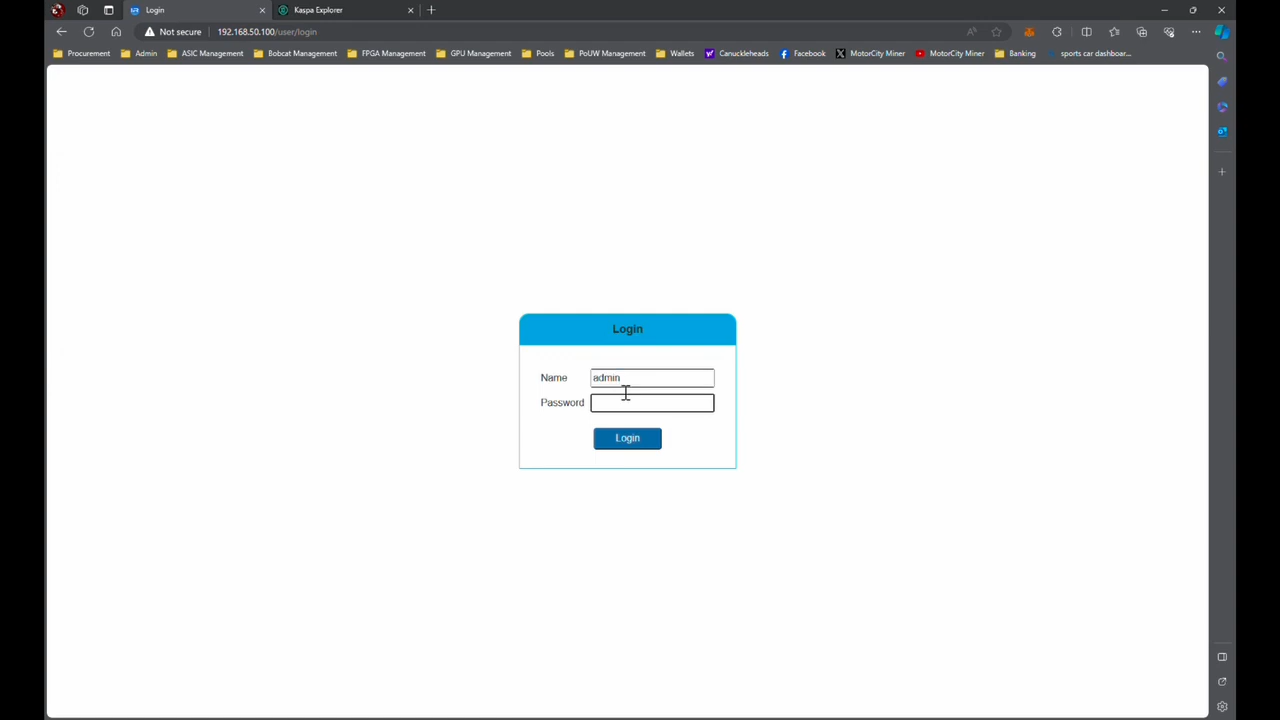 Login
Kaspa Explorer
Not secure
192.168.50.100/user/login
Procurement
Admin
ASIC Management
Bobcat Management
FPGA Management
GPU Management
Pools
PoUW Management
Wallets
Canuckleheads
Facebook
MotorCity Miner
MotorCity Miner
Banking
sports car dashboar...
Login
Name
admin
Password
Login